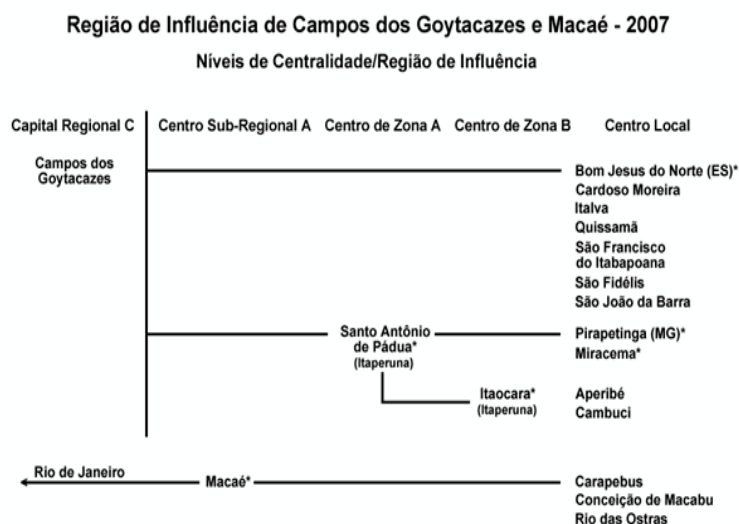 Região de Influência de Campos dos Goytacazes e Macaé - 2007
Níveis de Centralidade/Região de Influência
Capital Regional C Centro Sub-Regional A Centro de Zona A Centro de Zona B Centro Local
Campos dos
Goytacazes
Bom Jesus do Norte (ES)*
Cardoso Moreira
Italva
Quissamã
São Francisco
do Itabapoana
São Fidélis
São João da Barra
Santo Antônio
de Pádua*
(Itaperuna)
Pirapetinga (MG)*
Miracema*
Itaocara*
(Itaperuna)
Aperibé
Cambuci
Rio de Janeiro
Macaé*
Carapebus
Conceição de Macabu
Rio das Ostras